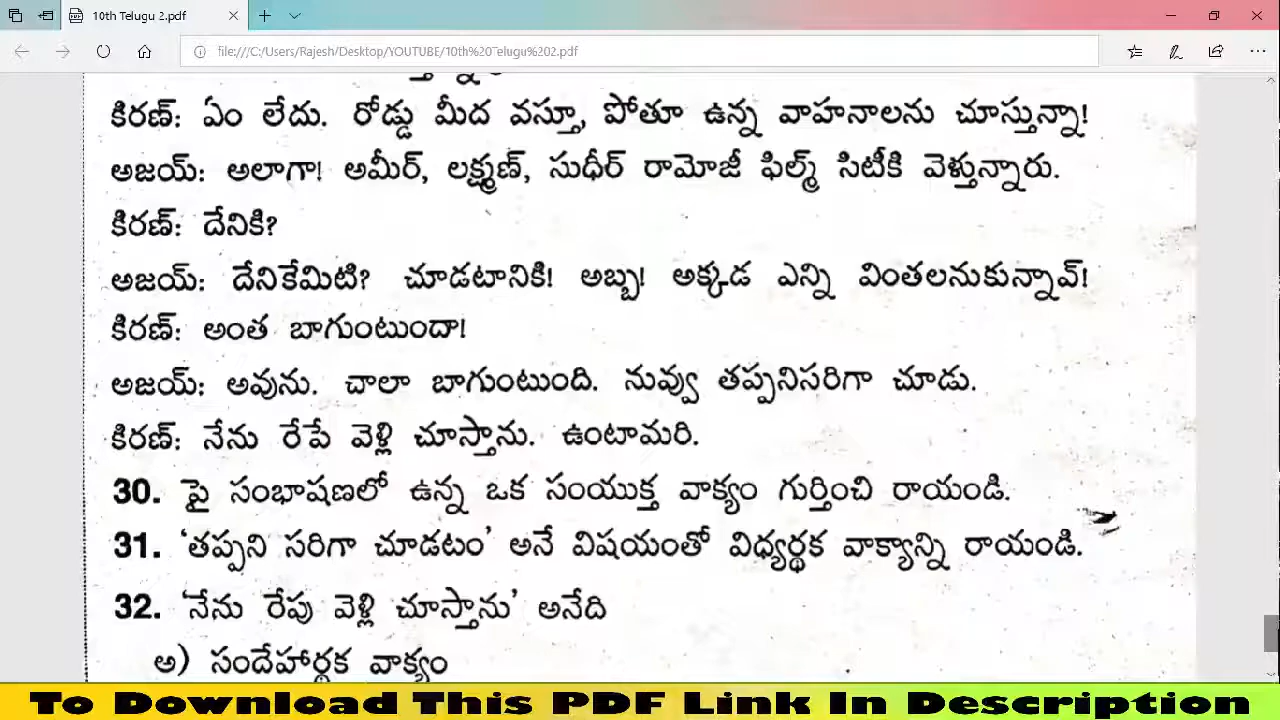 10th Telugu 2.pdf
file:///C:/Users/Rajesh/Desktop/YOUTUBE/10th%20Telugu%202.pdf
కిరణ్: ఏం లేదు. రోడ్డు మీద వస్తూ, పోతూ ఉన్న వాహనాలను చూస్తున్నా!
అజయ్: అలాగా! అమీర్, లక్ష్మణ్, సుధీర్ రామోజీ ఫిల్మ్ సిటీకి వెళ్తున్నారు.
కిరణ్: దేనికి?
అజయ్: దేనికేమిటి? చూడటానికి! అబ్బ! అక్కడ ఎన్ని వింతలనుకున్నావ్!
కిరణ్: అంత బాగుంటుందా!
అజయ్: అవును. చాలా బాగుంటుంది. నువ్వు తప్పనిసరిగా చూడు.
కిరణ్: నేను రేపే వెళ్లి చూస్తాను. ఉంటామరి.
30. పై సంభాషణలో ఉన్న ఒక సంయుక్త వాక్యం గుర్తించి రాయండి.
31. ‘తప్పని సరిగా చూడటం’ అనే విషయంతో విధ్యర్థక వాక్యాన్ని రాయండి.
32. ‘నేను రేపు వెళ్లి చూస్తాను’ అనేది
అ) సందేహార్థక వాక్యం
To Download This PDF Link In Description